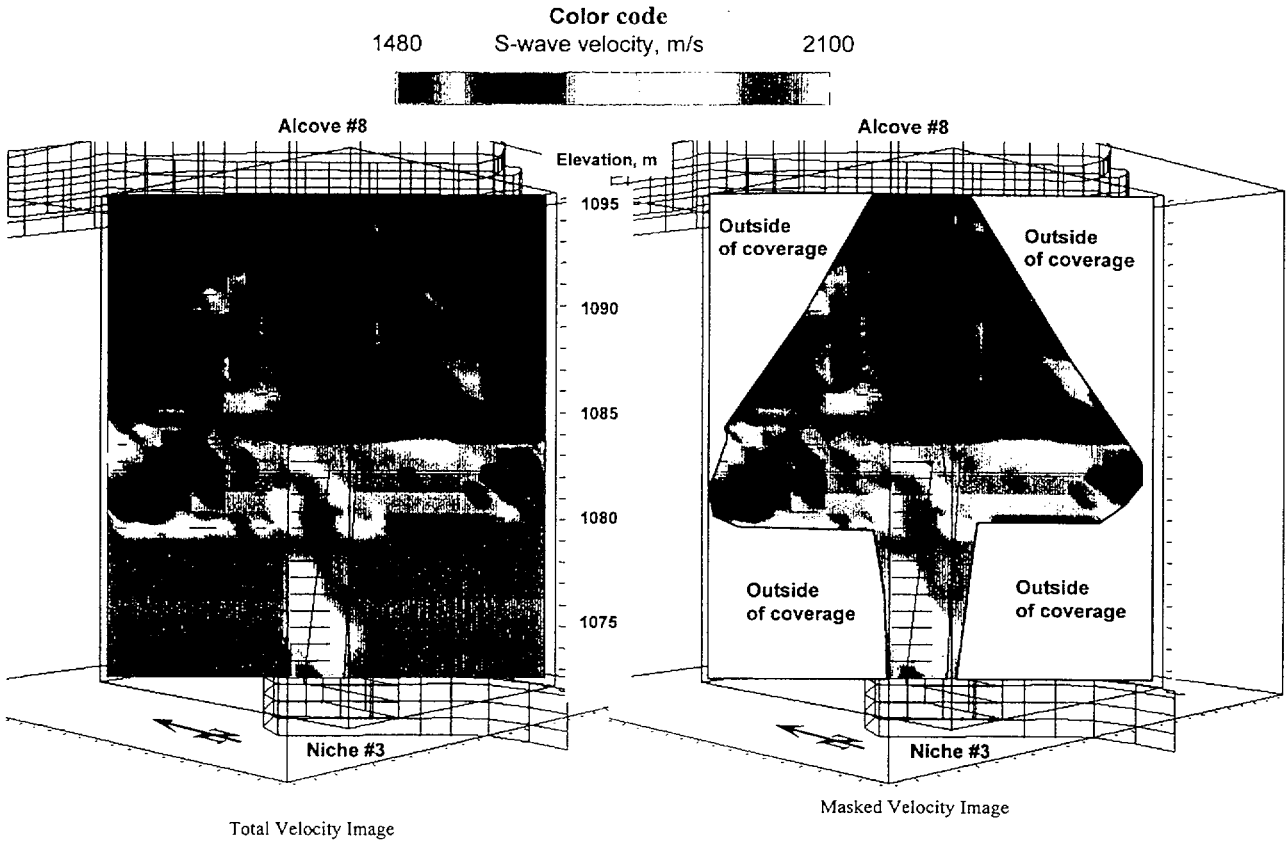 Color code
1480 S-wave velocity, m/s 2100
Alcove #8
Alcove #8
Elevation, m
1095
1090
1085
1080
1075
Outside
of coverage
Outside
of coverage
Outside
of coverage
Outside
of coverage
Niche #3
Niche #3
Total Velocity Image
Masked Velocity Image